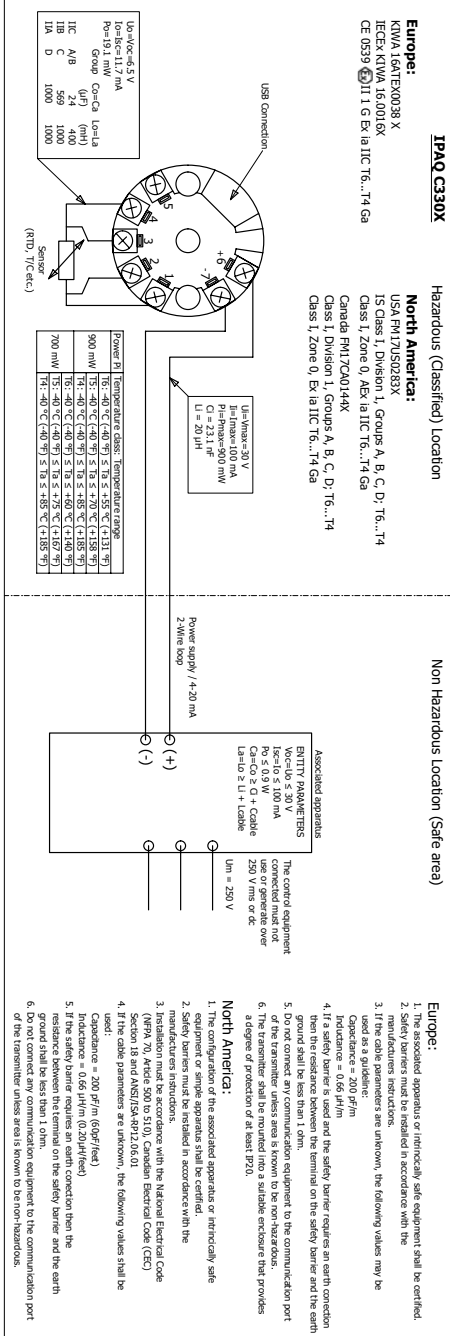 IPAQ C330X
Hazardous (Classified) Location
Non Hazardous Location (Safe area)
Europe:
KIWA 16ATEX0038 X
IECEx KIWA 16.0016X
CE 0539 Ex II 1 G Ex ia IIC T6...T4 Ga
North America:
USA FM17US0283X
IS Class I, Division 1, Groups A, B, C, D; T6...T4
Class I, Zone 0, AEx ia IIC T6...T4 Ga
Canada FM17CA0144X
Class I, Division 1, Groups A, B, C, D; T6...T4
Class I, Zone 0, Ex ia IIC T6...T4 Ga
USB Connection
Uo=Voc=6.5 V
Io=Isc=11.7 mA
Po=19.1 mW
Group Co=Ca Lo=La
(µF) (mH)
IIC A/B 24 400
IIB C 569 1000
IIA D 1000 1000
5
4
3
2
1
+6
-7
Sensor
(RTD, T/C etc.)
Ui=Vmax=30 V
Ii=Imax=100 mA
Pi=Pmax=900 mW
Ci = 23.1 nF
Li = 20 µH
Power Pi Temperature class: Temperature range
900 mW
T6: -40 °C (-40 °F) ≤ Ta ≤ +55 °C (+131 °F)
T5: -40 °C (-40 °F) ≤ Ta ≤ +70 °C (+158 °F)
T4: -40 °C (-40 °F) ≤ Ta ≤ +85 °C (+185 °F)
700 mW
T6: -40 °C (-40 °F) ≤ Ta ≤ +60 °C (+140 °F)
T5: -40 °C (-40 °F) ≤ Ta ≤ +75 °C (+167 °F)
T4: -40 °C (-40 °F) ≤ Ta ≤ +85 °C (+185 °F)
Power supply / 4-20 mA
2-Wire loop
Associated apparatus
ENTITY PARAMETERS
Voc=Uo ≤ 30 V
Isc=Io ≤ 100 mA
Po ≤ 0.9 W
Ca=Co ≥ Ci + Ccable
La=Lo ≥ Li + Lcable
(+)
(-)
The control equipment
connected must not
use or generate over
250 V rms or dc
Um = 250 V
Europe:
1. The associated apparatus or intrincically safe equipment shall be certified.
2. Safety barriers must be installed in accordance with the
manufacturers instructions.
3. If the cable parameters are unknown, the following values may be
used as a guideline:
Capacitance = 200 pF/m
Inductance = 0.66 µH/m
4. If a safety barrier is used and the safety barrier requires an earth conection
then the resistance between the terminal on the safety barrier and the earth
ground shall be less than 1 ohm.
5. Do not connect any communication equipment to the communication port
of the transmitter unless area is known to be non-hazardous.
6. The transmitter shall be mounted into a suitable enclosure that provides
a degree of protection of at least IP20.
North America:
1. The configuration of the associated apparatus or intrincically safe
equipment or simple apparatus shall be certified.
2. Safety barriers must be installed in accordance with the
manufacturers instructions.
3. Installation must be accordance with the National Electrical Code
(NFPA 70, Article 500 to 510), Canadian Electrical Code (CEC)
Section 18 and ANSI/ISA-RP12.06.01
4. If the cable parameters are unknown, the following values shall be
used:
Capacitance = 200 pF/m (60pF/feet)
Inductance = 0.66 µH/m (0.20µH/feet)
5. If the safety barrier requires an earth conection then the
resistance between the terminal on the safety barrier and the earth
ground shall be less than 1 ohm.
6. Do not connect any communication equipment to the communication port
of the transmitter unless area is known to be non-hazardous.